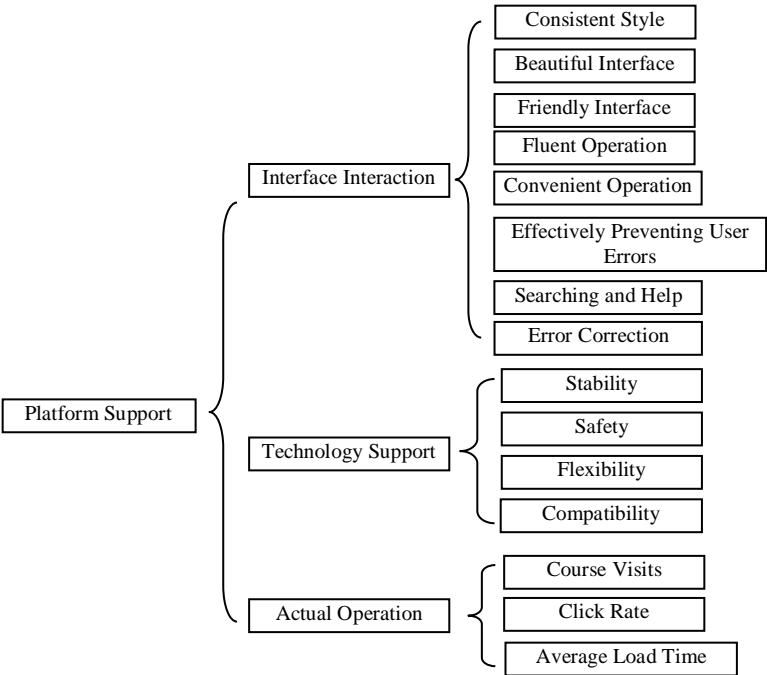 Consistent Style
Beautiful Interface
Friendly Interface
Fluent Operation
Interface Interaction
Convenient Operation
Effectively Preventing User
Errors
Searching and Help
Error Correction
Platform Support
Stability
Safety
Technology Support
Flexibility
Compatibility
Course Visits
Actual Operation
Click Rate
Average Load Time